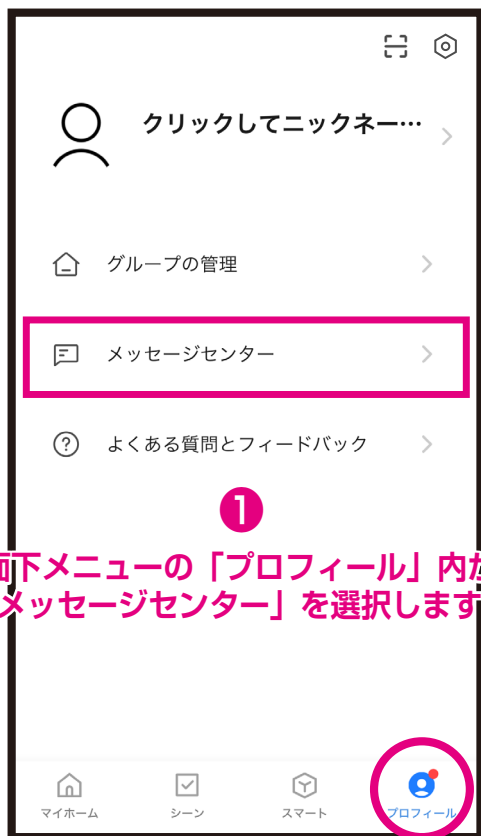 クリックしてニックネー…
グループの管理
メッセージセンター
よくある質問とフィードバック
1
下メニューの「プロフィール」内
メッセージセンター」を選択します
マイホーム
シーン
スマート
プロフィール